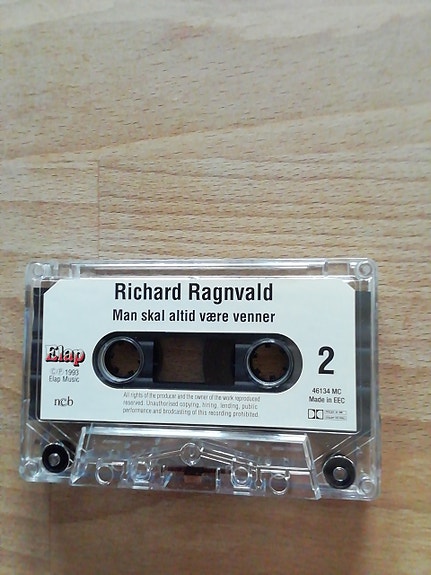 Richard Ragnvald
Man skal altid være venner
Elap
Ⓒ Ⓟ 1993
Elap Music
2
ncb
All rights of the producer and the owner of the work reproduced
reserved. Unauthorised copying, hiring, lending, public
performance and brodcasting of this recording prohibited.
46134 MC
Made in EEC